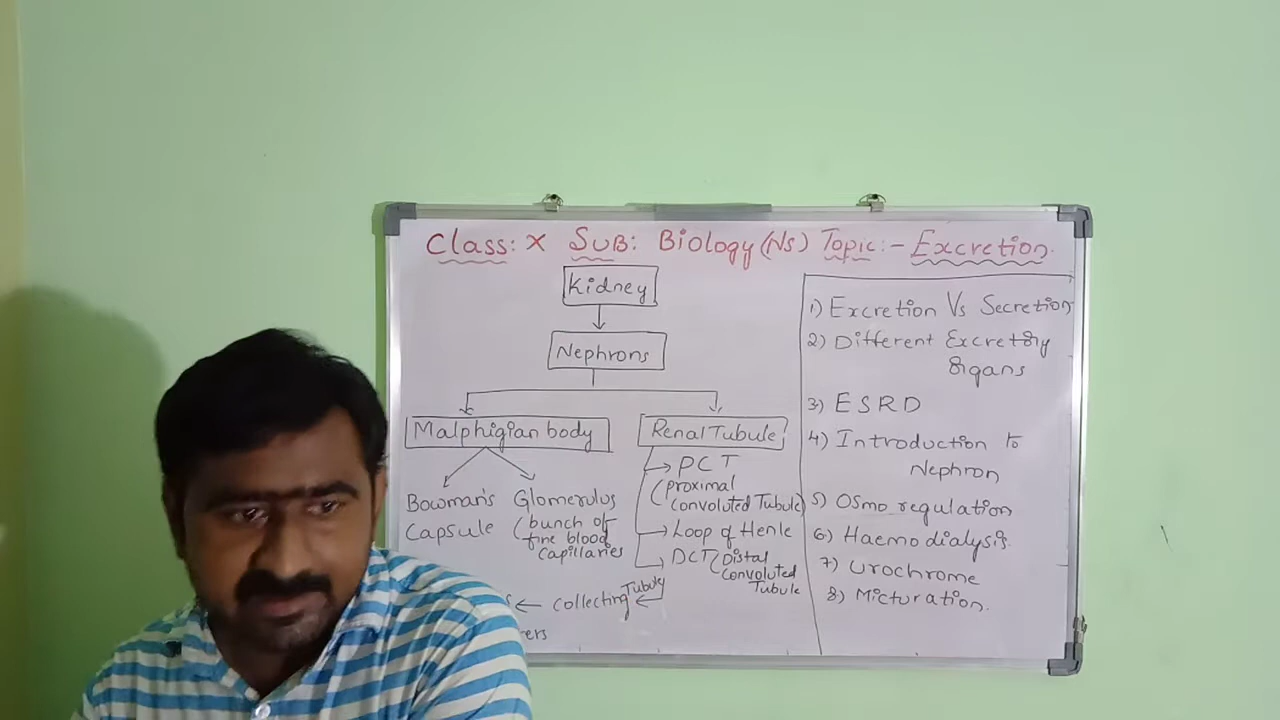 Class: X SUB: Biology (NS) Topic:- Excretion.
Kidney
Nephrons
Malphigian body
Renal Tubule
Bowman's
Capsule
Glomerulus
(bunch of
fine blood
capillaries
PCT
(proximal
convoluted Tubule
Loop of Henle
DCT (Distal
convoluted
Tubule
collecting Tubule
1) Excretion Vs Secretion
2) Different Excretory
organs
3) ESRD
4) Introduction to
Nephron
5) Osmo regulation
6) Haemo dialysis.
7) Urochrome
8) Micturation.